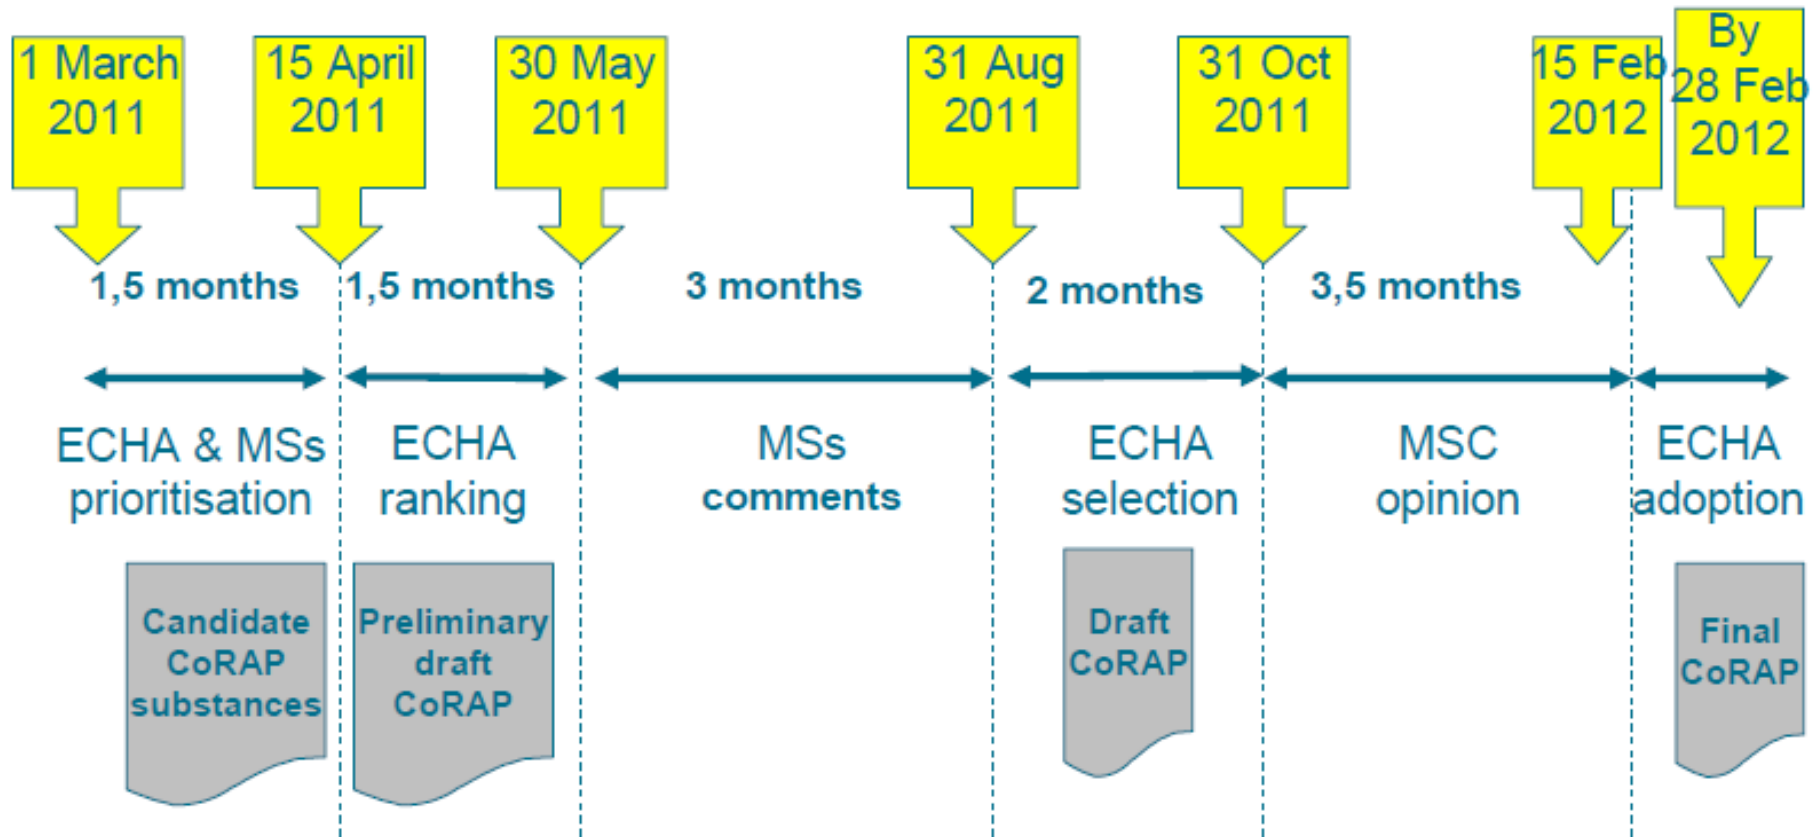 1 March
2011
15 April
2011
30 May
2011
31 Aug
2011
31 Oct
2011
15 Feb
2012
By
28 Feb
2012
1,5 months
1,5 months
3 months
2 months
3,5 months
ECHA & MSs
prioritisation
ECHA
ranking
MSs
comments
ECHA
selection
MSC
opinion
ECHA
adoption
Candidate
CoRAP
substances
Preliminary
draft
CoRAP
Draft
CoRAP
Final
CoRAP